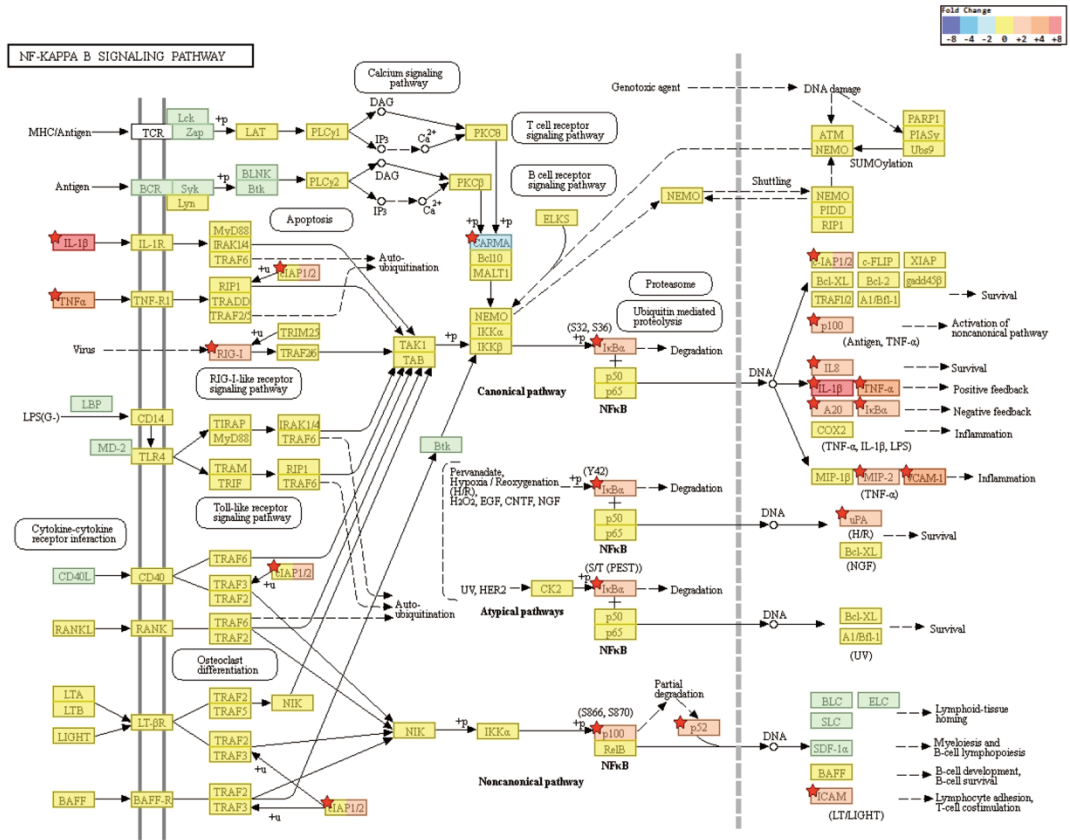 Fold Change
-8 -4 -2 0 +2 +4 +8
NF-KAPPA B SIGNALING PATHWAY
Calcium signaling
pathway
Genotoxic agent
DNA damage
MHC/Antigen
TCR
Lck
Zap
+p
LAT
PLCγ1
DAG
IP3
Ca2+
PKCθ
T cell receptor
signaling pathway
ATM
NEMO
PARP1
PIASγ
Ubs9
SUMOylation
Antigen
BCR
Syk
Lyn
+p
BLNK
Btk
PLCγ2
DAG
IP3
Ca2+
PKCβ
B cell receptor
signaling pathway
NEMO
Shuttling
NEMO
PIDD
RIP1
Apoptosis
+p
+p
ELKS
CARMA
Bcl10
MALT1
IL-1β
IL-1R
MyD88
IRAK1/4
TRAF6
Auto-
ubiquitination
+u
cIAP1/2
TNFα
TNF-R1
RIP1
TRADD
TRAF2/5
Proteasome
Ubiquitin mediated
proteolysis
c-IAP1/2
c-FLIP
XIAP
Bcl-XL
Bcl-2
gadd45β
TRAF1/2
A1/Bfl-1
Survival
NEMO
IKKα
IKKβ
+u
TRIM25
Virus
RIG-I
TRAF2/6
TAK1
TAB
+p
(S32, S36)
+p
IκBα
Degradation
+
p50
p65
NFκB
Canonical pathway
DNA
p100
Activation of
noncanonical pathway
(Antigen, TNF-α)
RIG-I-like receptor
signaling pathway
IL8
Survival
IL-1β
TNF-α
Positive feedback
A20
IκBα
Negative feedback
COX2
Inflammation
(TNF-α, IL-1β, LPS)
LBP
LPS(G-)
CD14
MD-2
TLR4
TIRAP
MyD88
IRAK1/4
TRAF6
TRAM
TRIF
RIP1
TRAF6
Toll-like receptor
signaling pathway
Btk
Pervanadate,
Hypoxia / Reoxygenation
(H/R)
H2O2, EGF, CNTF, NGF
(Y42)
+p
IκBα
Degradation
+
p50
p65
NFκB
MIP-1β
MIP-2
VCAM-1
Inflammation
(TNF-α)
DNA
uPA
(H/R)
Bcl-XL
(NGF)
Survival
Cytokine-cytokine
receptor interaction
CD40L
CD40
TRAF6
TRAF3
TRAF2
+u
cIAP1/2
Auto-
ubiquitination
UV, HER2
CK2
(S/T (PEST))
+p
IκBα
Degradation
+
p50
p65
NFκB
Atypical pathways
DNA
Bcl-XL
A1/Bfl-1
(UV)
Survival
RANKL
RANK
TRAF6
TRAF2
Osteoclast
differentiation
LTA
LTB
LIGHT
LT-βR
TRAF2
TRAF5
NIK
TRAF2
TRAF3
+u
NIK
+p
IKKα
(S866, S870)
+p
p100
RelB
NFκB
Partial
degradation
p52
Noncanonical pathway
DNA
BLC
ELC
SLC
Lymphoid-tissue
homing
SDF-1α
Myeloiesis and
B-cell lymphopoiesis
BAFF
B-cell development,
B-cell survival
ICAM
Lymphocyte adhesion,
T-cell costimulation
(LT/LIGHT)
BAFF
BAFF-R
TRAF2
TRAF3
+u
cIAP1/2